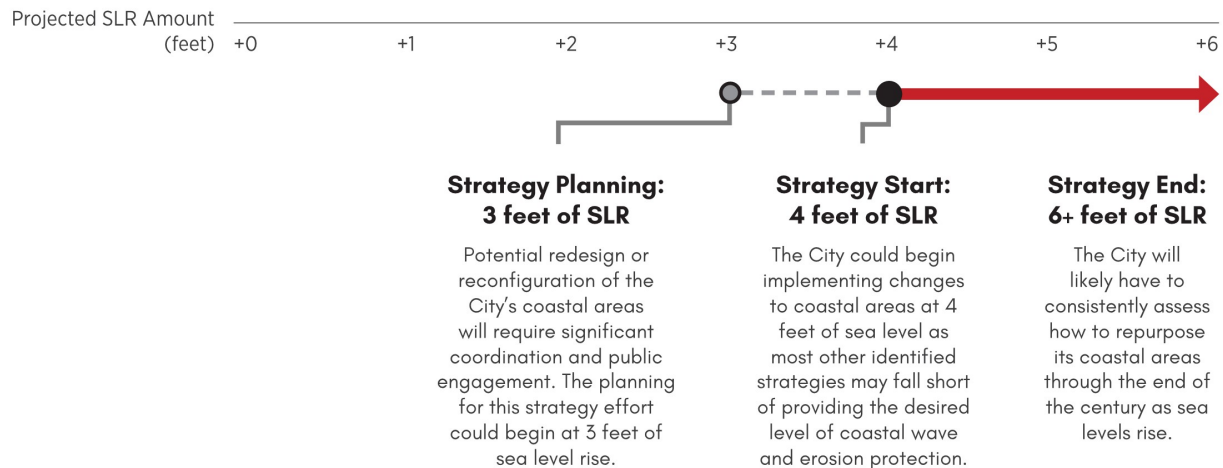 Projected SLR Amount
(feet) +0 +1 +2 +3 +4 +5 +6
Strategy Planning:
3 feet of SLR
Potential redesign or
reconfiguration of the
City's coastal areas
will require significant
coordination and public
engagement. The planning
for this strategy effort
could begin at 3 feet of
sea level rise.
Strategy Start:
4 feet of SLR
The City could begin
implementing changes
to coastal areas at 4
feet of sea level as
most other identified
strategies may fall short
of providing the desired
level of coastal wave
and erosion protection.
Strategy End:
6+ feet of SLR
The City will
likely have to
consistently assess
how to repurpose
its coastal areas
through the end of
the century as sea
levels rise.